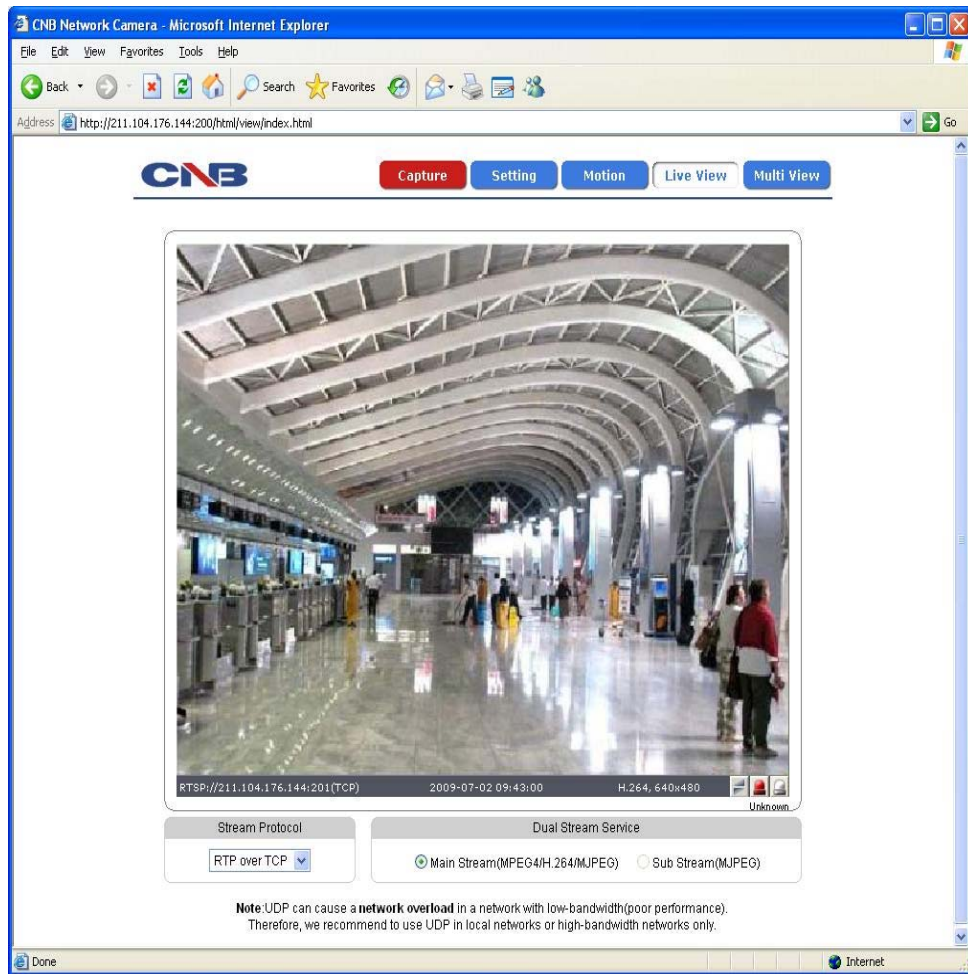 CNB Network Camera - Microsoft Internet Explorer
File Edit View Favorites Tools Help
Back Search Favorites
Address http://211.104.176.144:200/html/view/index.html Go
CNB Capture Setting Motion Live View Multi View
RTSP://211.104.176.144:201(TCP) 2009-07-02 09:43:00 H.264, 640x480
Unknown
Stream Protocol Dual Stream Service
RTP over TCP Main Stream(MPEG4/H.264/MJPEG) Sub Stream(MJPEG)
Note:UDP can cause a network overload in a network with low-bandwidth(poor performance).
Therefore, we recommend to use UDP in local networks or high-bandwidth networks only.
Done Internet